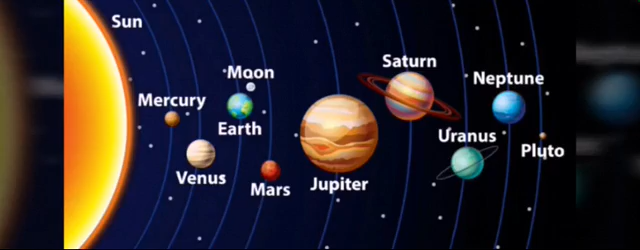 Sun
Mercury
Venus
Moon
Earth
Mars
Jupiter
Saturn
Uranus
Neptune
Pluto